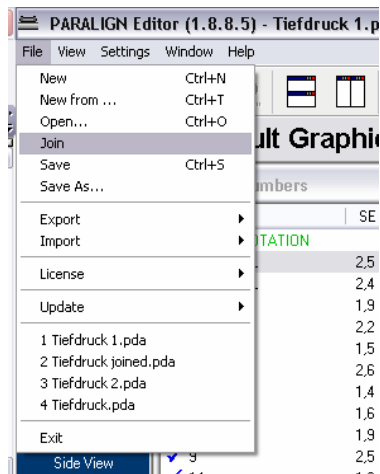 PARALIGN Editor (1.8.8.5) - Tiefdruck 1.p
File View Settings Window Help
New Ctrl+N
New from ... Ctrl+T
Open... Ctrl+O
Join
Save Ctrl+S
Save As...
Export
Import
License
Update
1 Tiefdruck 1.pda
2 Tiefdruck joined.pda
3 Tiefdruck 2.pda
4 Tiefdruck.pda
Exit
ult Graphi
mbers
SE
TATION
2,5
2,4
1,9
2,2
1,5
2,6
1,4
1,6
1,9
9 2,5
Side View